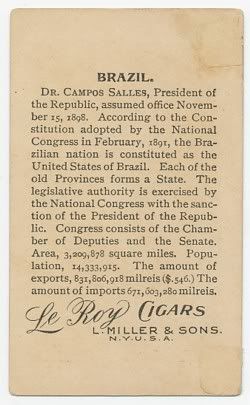 BRAZIL.
DR. CAMPOS SALLES, President of
the Republic, assumed office Novem-
ber 15, 1898. According to the Con-
stitution adopted by the National
Congress in February, 1891, the Bra-
zilian nation is constituted as the
United States of Brazil. Each of the
old Provinces forms a State. The
legislative authority is exercised by
the National Congress with the sanc-
tion of the President of the Repub-
lic. Congress consists of the Cham-
ber of Deputies and the Senate.
Area, 3,209,878 square miles. Popu-
lation, 14,333,915. The amount of
exports, 831,806,918 milreis ($.546.) The
amount of imports 671,603,280 milreis.
Le Roy CIGARS
L. MILLER & SONS.
N.Y. U.S.A.